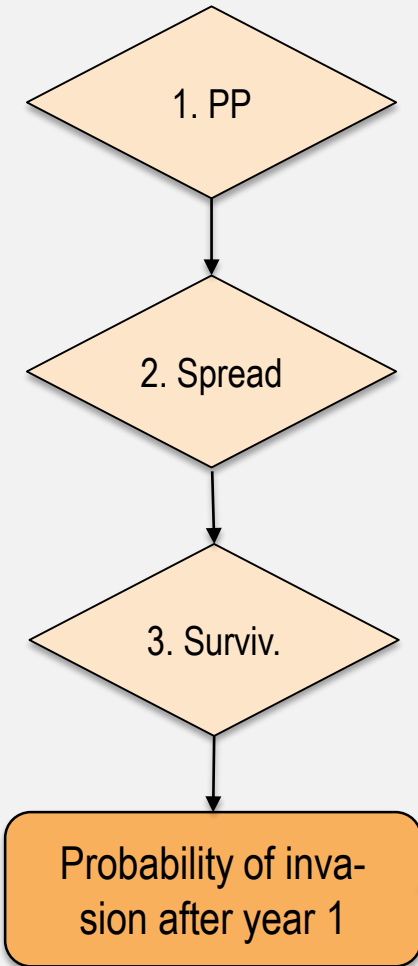 1. PP
2. Spread
3. Surviv.
Probability of inva-
sion after year 1